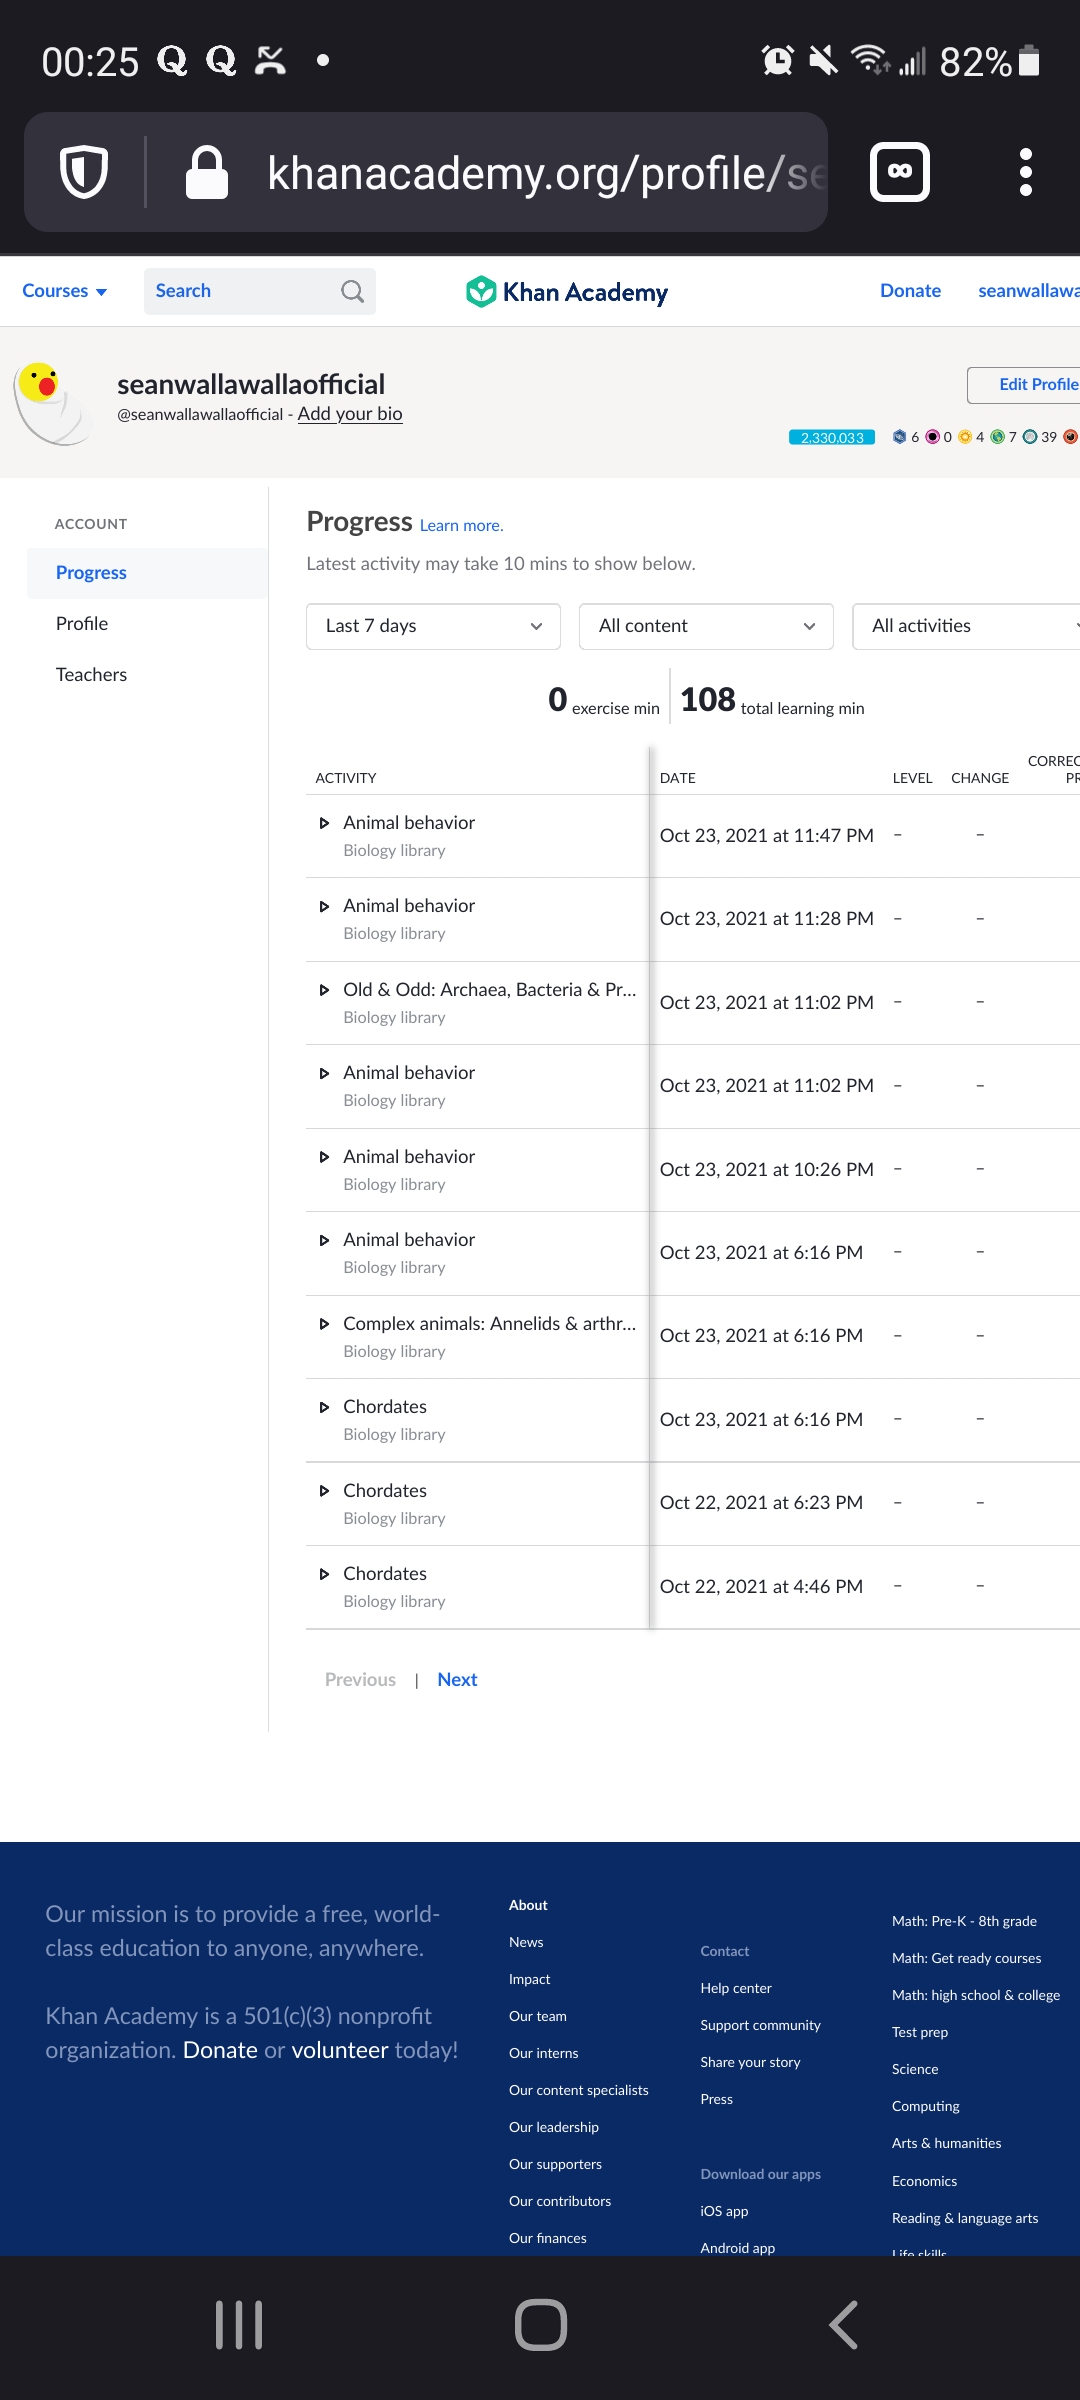 00:25
82%
khanacademy.org/profile/se
Courses
Search
Khan Academy
Donate
seanwallawa
seanwallawallaofficial
@seanwallawallaofficial - Add your bio
Edit Profile
2,330,033
6 0 4 7 39
ACCOUNT
Progress
Profile
Teachers
Progress Learn more.
Latest activity may take 10 mins to show below.
Last 7 days
All content
All activities
0 exercise min
108 total learning min
ACTIVITY
DATE
LEVEL
CHANGE
CORREC
PR
Animal behavior
Biology library
Oct 23, 2021 at 11:47 PM – –
Animal behavior
Biology library
Oct 23, 2021 at 11:28 PM – –
Old & Odd: Archaea, Bacteria & Pr...
Biology library
Oct 23, 2021 at 11:02 PM – –
Animal behavior
Biology library
Oct 23, 2021 at 11:02 PM – –
Animal behavior
Biology library
Oct 23, 2021 at 10:26 PM – –
Animal behavior
Biology library
Oct 23, 2021 at 6:16 PM – –
Complex animals: Annelids & arthr...
Biology library
Oct 23, 2021 at 6:16 PM – –
Chordates
Biology library
Oct 23, 2021 at 6:16 PM – –
Chordates
Biology library
Oct 22, 2021 at 6:23 PM – –
Chordates
Biology library
Oct 22, 2021 at 4:46 PM – –
Previous | Next
Our mission is to provide a free, world-
class education to anyone, anywhere.
Khan Academy is a 501(c)(3) nonprofit
organization. Donate or volunteer today!
About
News
Impact
Our team
Our interns
Our content specialists
Our leadership
Our supporters
Our contributors
Our finances
Contact
Help center
Support community
Share your story
Press
Download our apps
iOS app
Android app
Math: Pre-K - 8th grade
Math: Get ready courses
Math: high school & college
Test prep
Science
Computing
Arts & humanities
Economics
Reading & language arts
Life skills